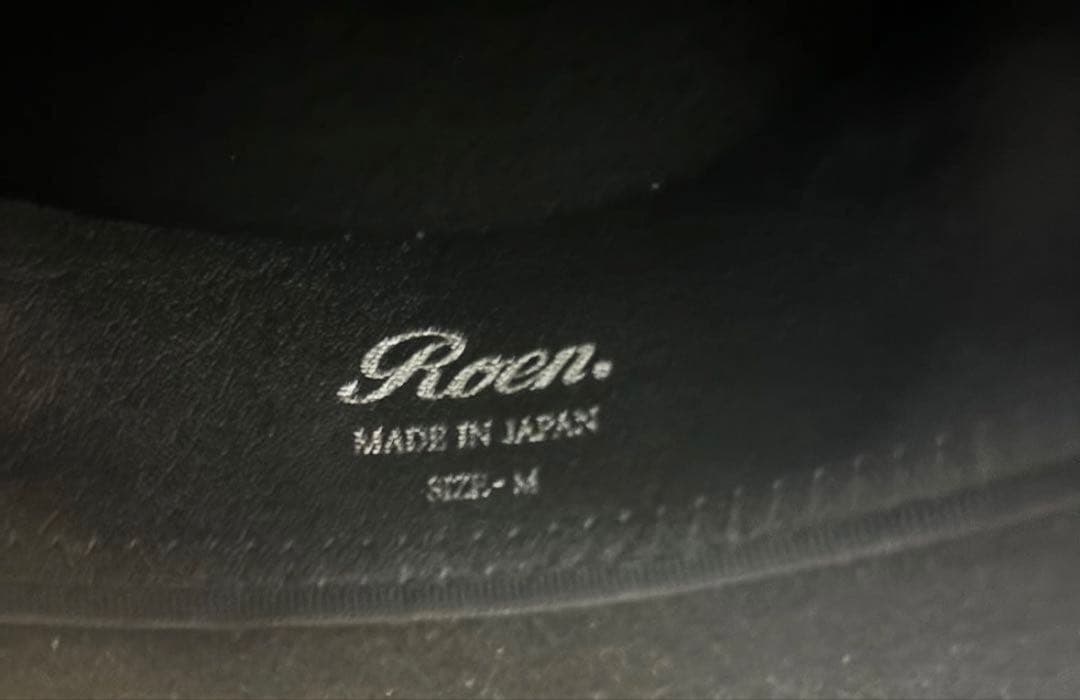 Roen.
MADE IN JAPAN
SIZE- M